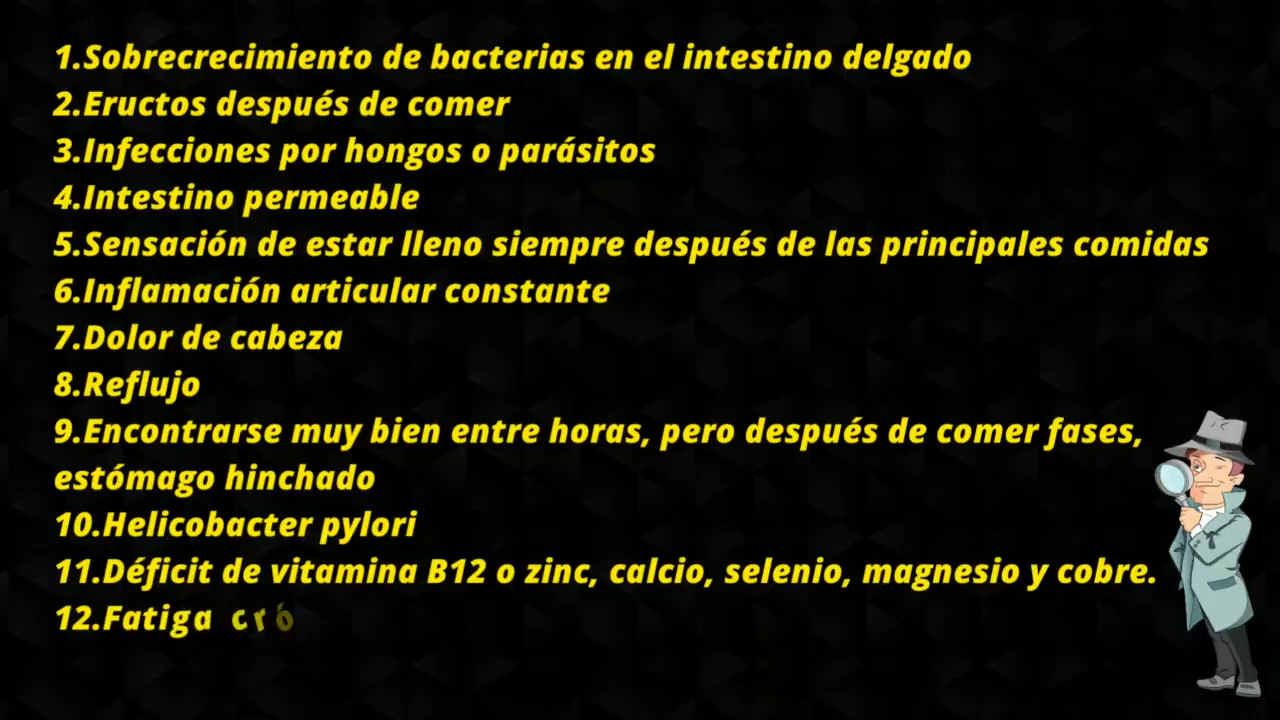 1.Sobrecrecimiento de bacterias en el intestino delgado
2.Eructos después de comer
3.Infecciones por hongos o parásitos
4.Intestino permeable
5.Sensación de estar lleno siempre después de las principales comidas
6.Inflamación articular constante
7.Dolor de cabeza
8.Reflujo
9.Encontrarse muy bien entre horas, pero después de comer fases,
estómago hinchado
10.Helicobacter pylori
11.Déficit de vitamina B12 o zinc, calcio, selenio, magnesio y cobre.
12.Fatiga cró